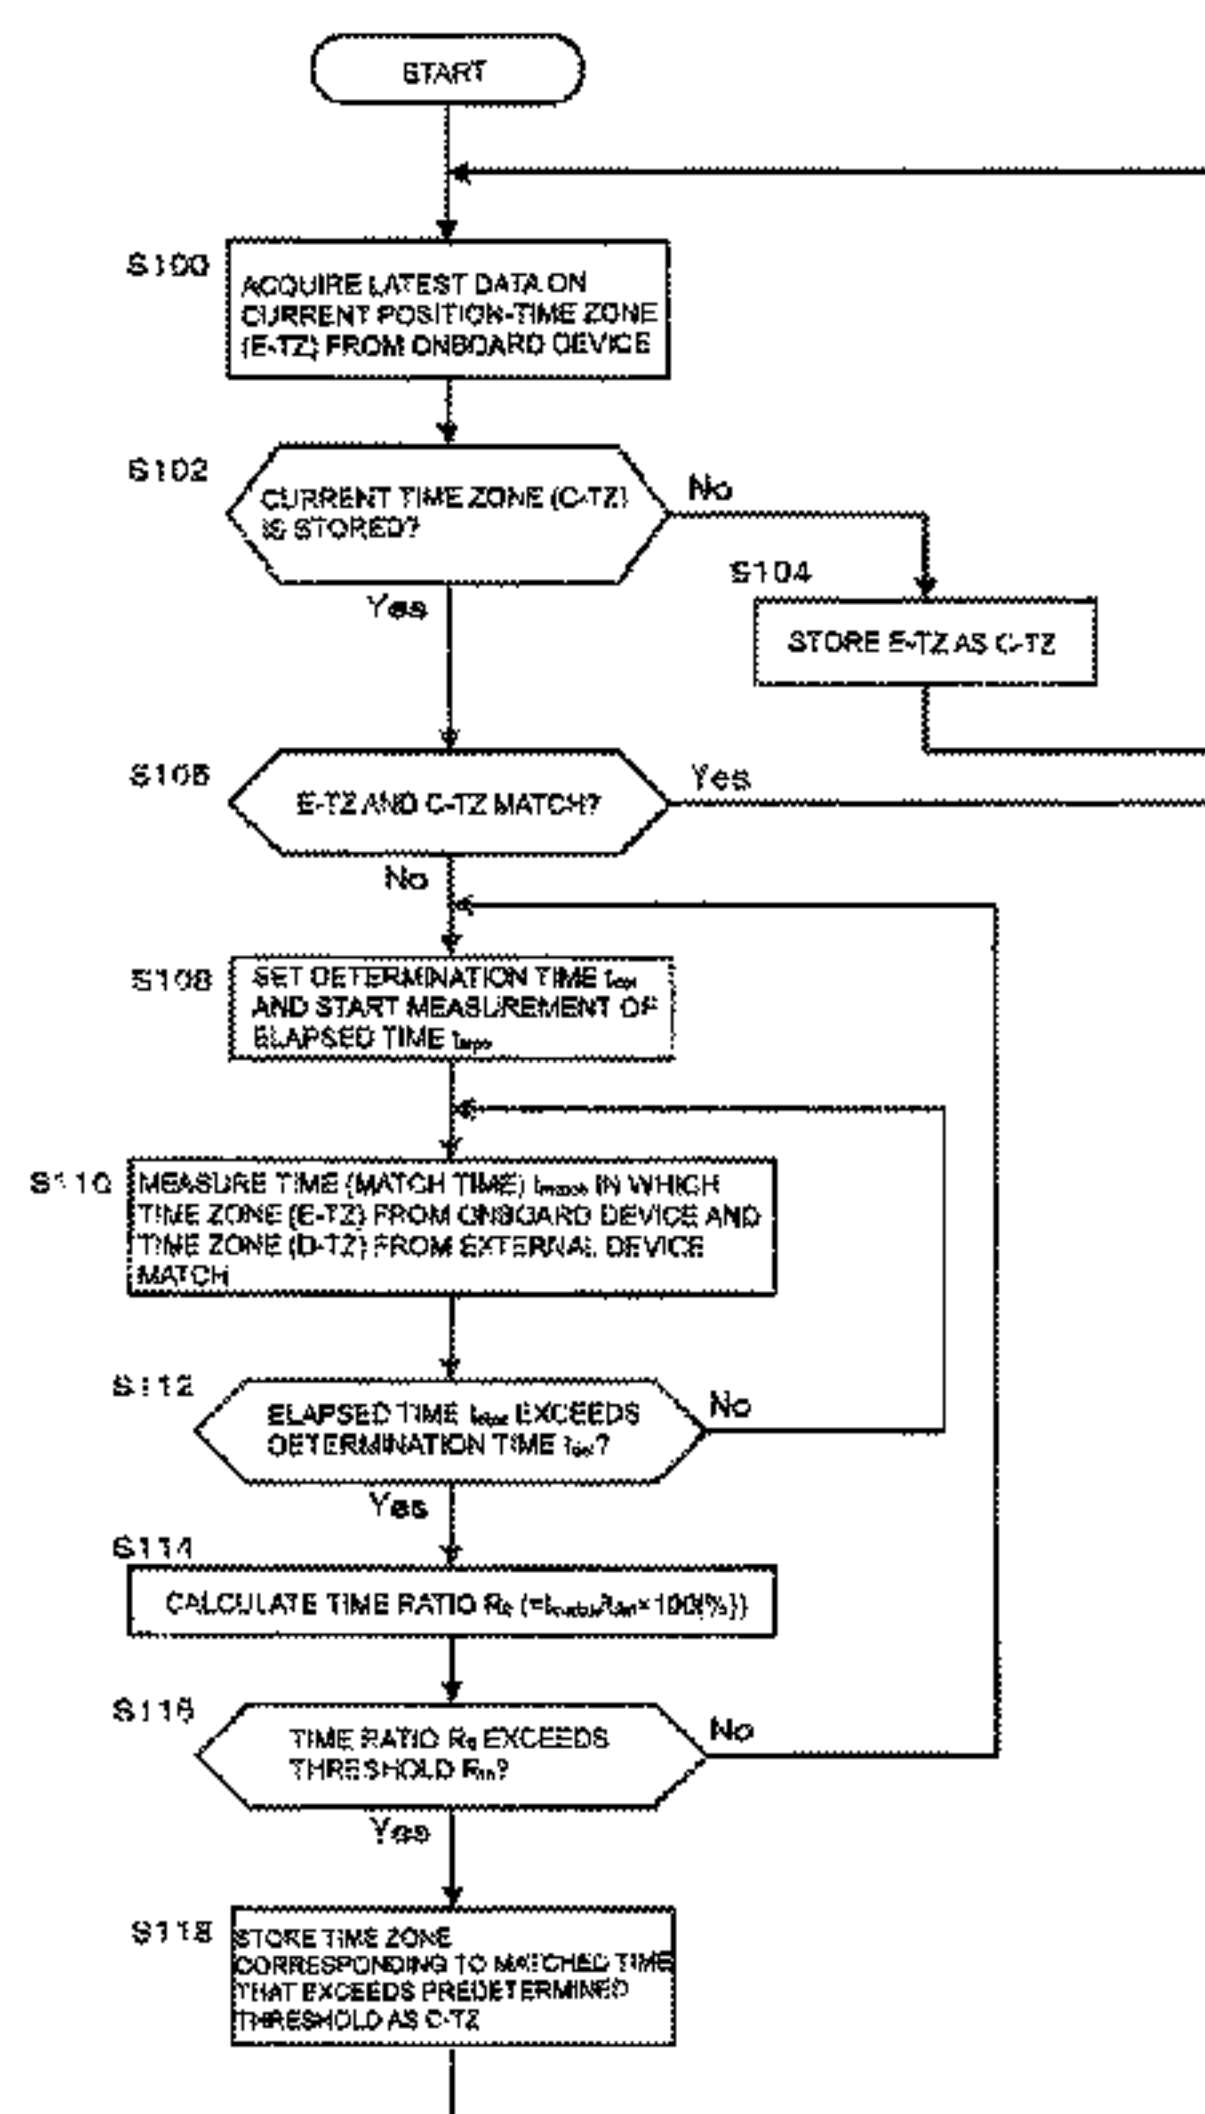 START
S100
ACQUIRE LATEST DATA ON
CURRENT POSITION-TIME ZONE
(E-TZ) FROM ONBOARD DEVICE
S102
CURRENT TIME ZONE (C-TZ)
IS STORED?
No
Yes
S104
STORE E-TZ AS C-TZ
S106
E-TZ AND C-TZ MATCH?
Yes
No
S108
SET DETERMINATION TIME
AND START MEASUREMENT OF
ELAPSED TIME
S110
MEASURE TIME (MATCH TIME) tmatch IN WHICH
TIME ZONE (E-TZ) FROM ONBOARD DEVICE AND
TIME ZONE (D-TZ) FROM EXTERNAL DEVICE
MATCH
S112
ELAPSED TIME EXCEEDS
DETERMINATION TIME
No
Yes
S114
CALCULATE TIME RATIO
S116
TIME RATIO EXCEEDS
THRESHOLD Rth?
No
Yes
S118
STORE TIME ZONE
CORRESPONDING TO MATCHED TIME
THAT EXCEEDS PREDETERMINED
THRESHOLD AS C-TZ